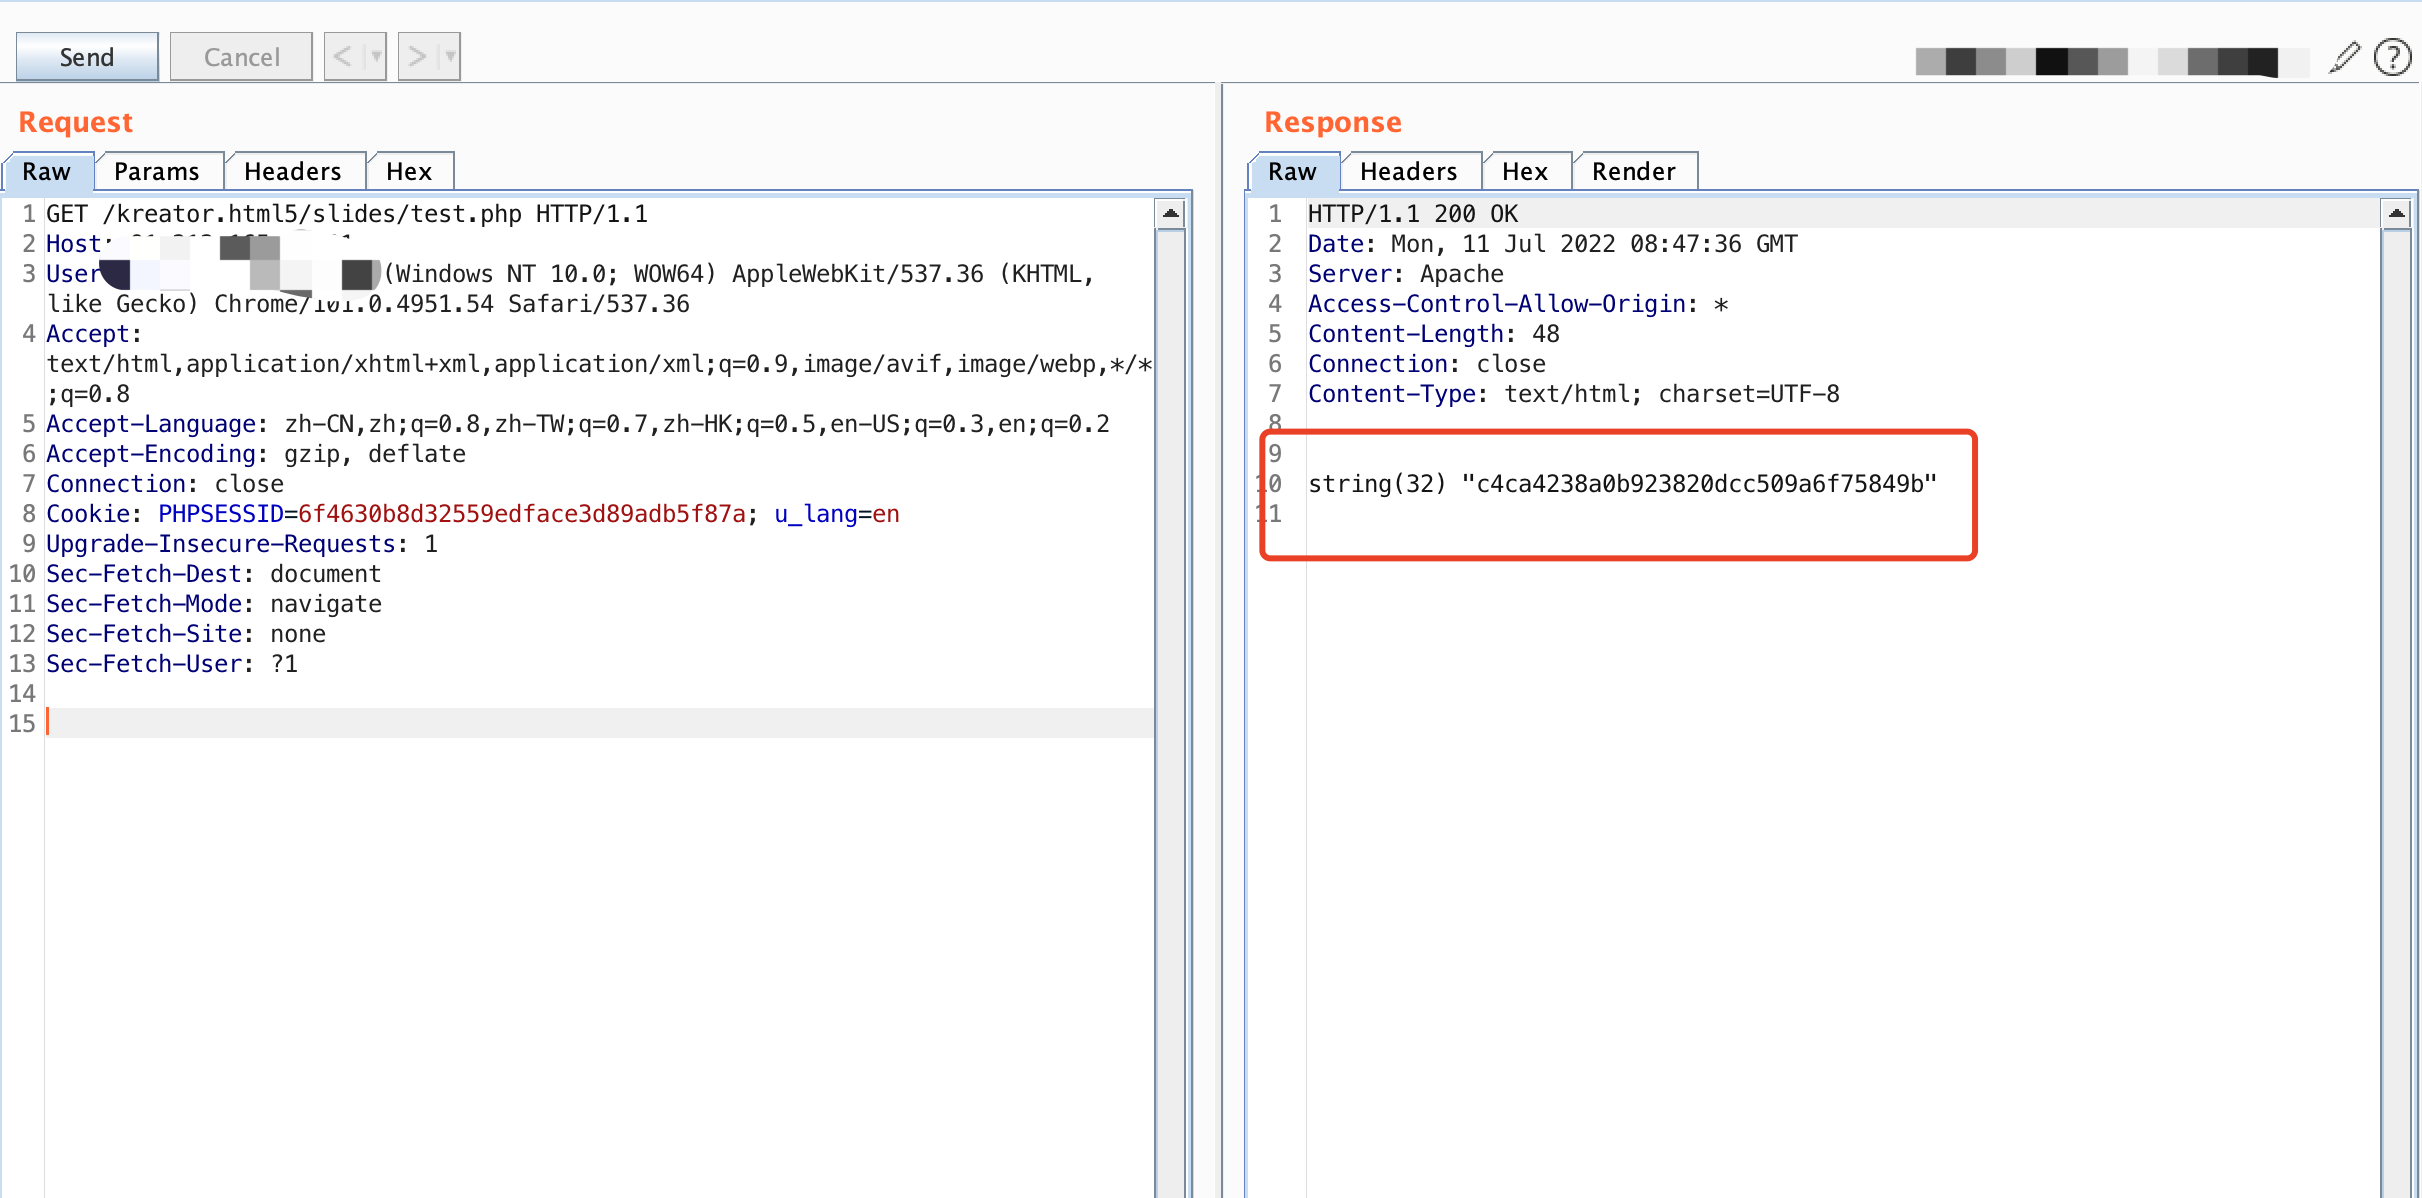 Send Cancel < >
Request
Raw Params Headers Hex
1 GET /kreator.html5/slides/test.php HTTP/1.1
2 Host:
3 User (Windows NT 10.0; WOW64) AppleWebKit/537.36 (KHTML,
like Gecko) Chrome/101.0.4951.54 Safari/537.36
4 Accept:
text/html,application/xhtml+xml,application/xml;q=0.9,image/avif,image/webp,*/*
;q=0.8
5 Accept-Language: zh-CN,zh;q=0.8,zh-TW;q=0.7,zh-HK;q=0.5,en-US;q=0.3,en;q=0.2
6 Accept-Encoding: gzip, deflate
7 Connection: close
8 Cookie: PHPSESSID=6f4630b8d32559edface3d89adb5f87a; u_lang=en
9 Upgrade-Insecure-Requests: 1
10 Sec-Fetch-Dest: document
11 Sec-Fetch-Mode: navigate
12 Sec-Fetch-Site: none
13 Sec-Fetch-User: ?1
14
15
?
Response
Raw Headers Hex Render
1 HTTP/1.1 200 OK
2 Date: Mon, 11 Jul 2022 08:47:36 GMT
3 Server: Apache
4 Access-Control-Allow-Origin: *
5 Content-Length: 48
6 Connection: close
7 Content-Type: text/html; charset=UTF-8
8
9
10 string(32) "c4ca4238a0b923820dcc509a6f75849b"
11